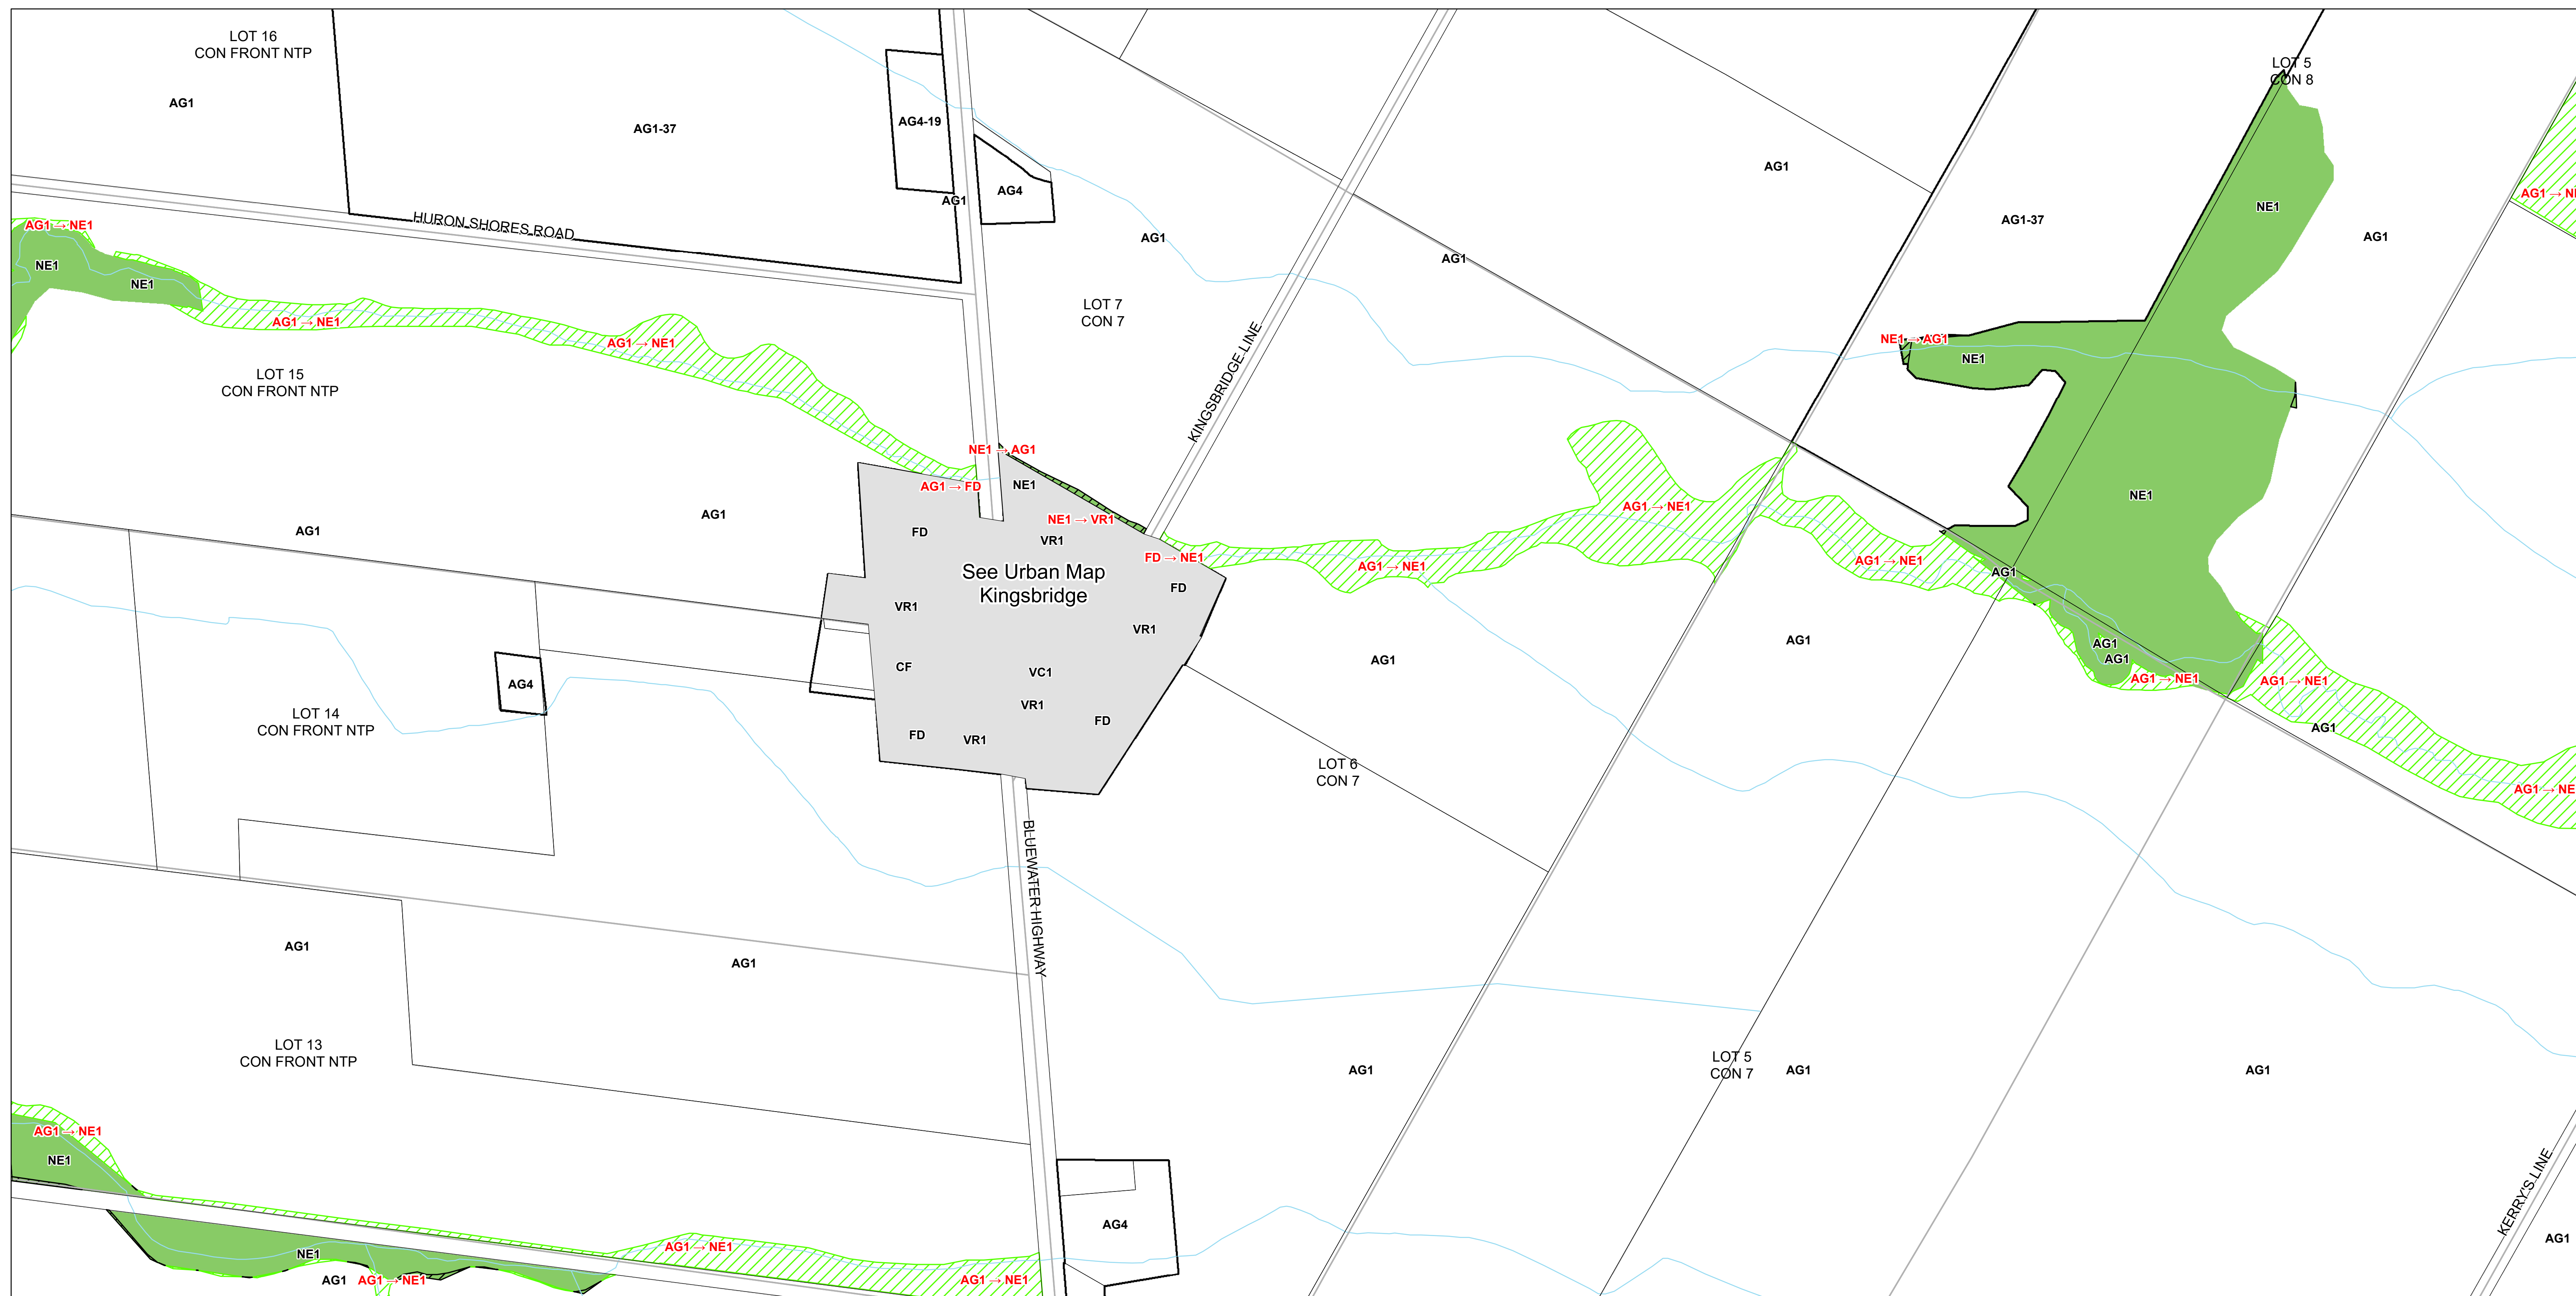 LOT 16
CON FRONT NTP
LOT 5
CON 8
AG1
AG1-37
AG4-19
AG4
AG1
AG1
AG1
AG1
AG1-37
NE1
AG1
AG1 → NE
HURON SHORES ROAD
AG1 → NE1
NE1
NE1
AG1 → NE1
AG1 → NE1
LOT 15
CON FRONT NTP
LOT 7
CON 7
KINGSBRIDGE LINE
NE1 → AG1
NE1
NE1 → AG1
AG1 → FD
NE1
NE1 → VR1
FD
VR1
FD → NE1
AG1
AG1
See Urban Map
Kingsbridge
FD
VR1
VR1
CF
VC1
VR1
FD
FD
VR1
AG1 → NE1
AG1 → NE1
AG1 → NE1
NE1
AG1
AG1
AG1
AG1 → NE1
AG1 → NE1
AG1
AG1 → NE
AG1
AG1
AG4
LOT 14
CON FRONT NTP
LOT 6
CON 7
BLUEWATER HIGHWAY
AG1
AG1
LOT 13
CON FRONT NTP
AG1
LOT 5
CON 7
AG1
AG1
AG1 → NE1
NE1
AG4
KERRY'S LINE
AG1
NE1
AG1
AG1 → NE1
AG1 → NE1
AG1 → NE1